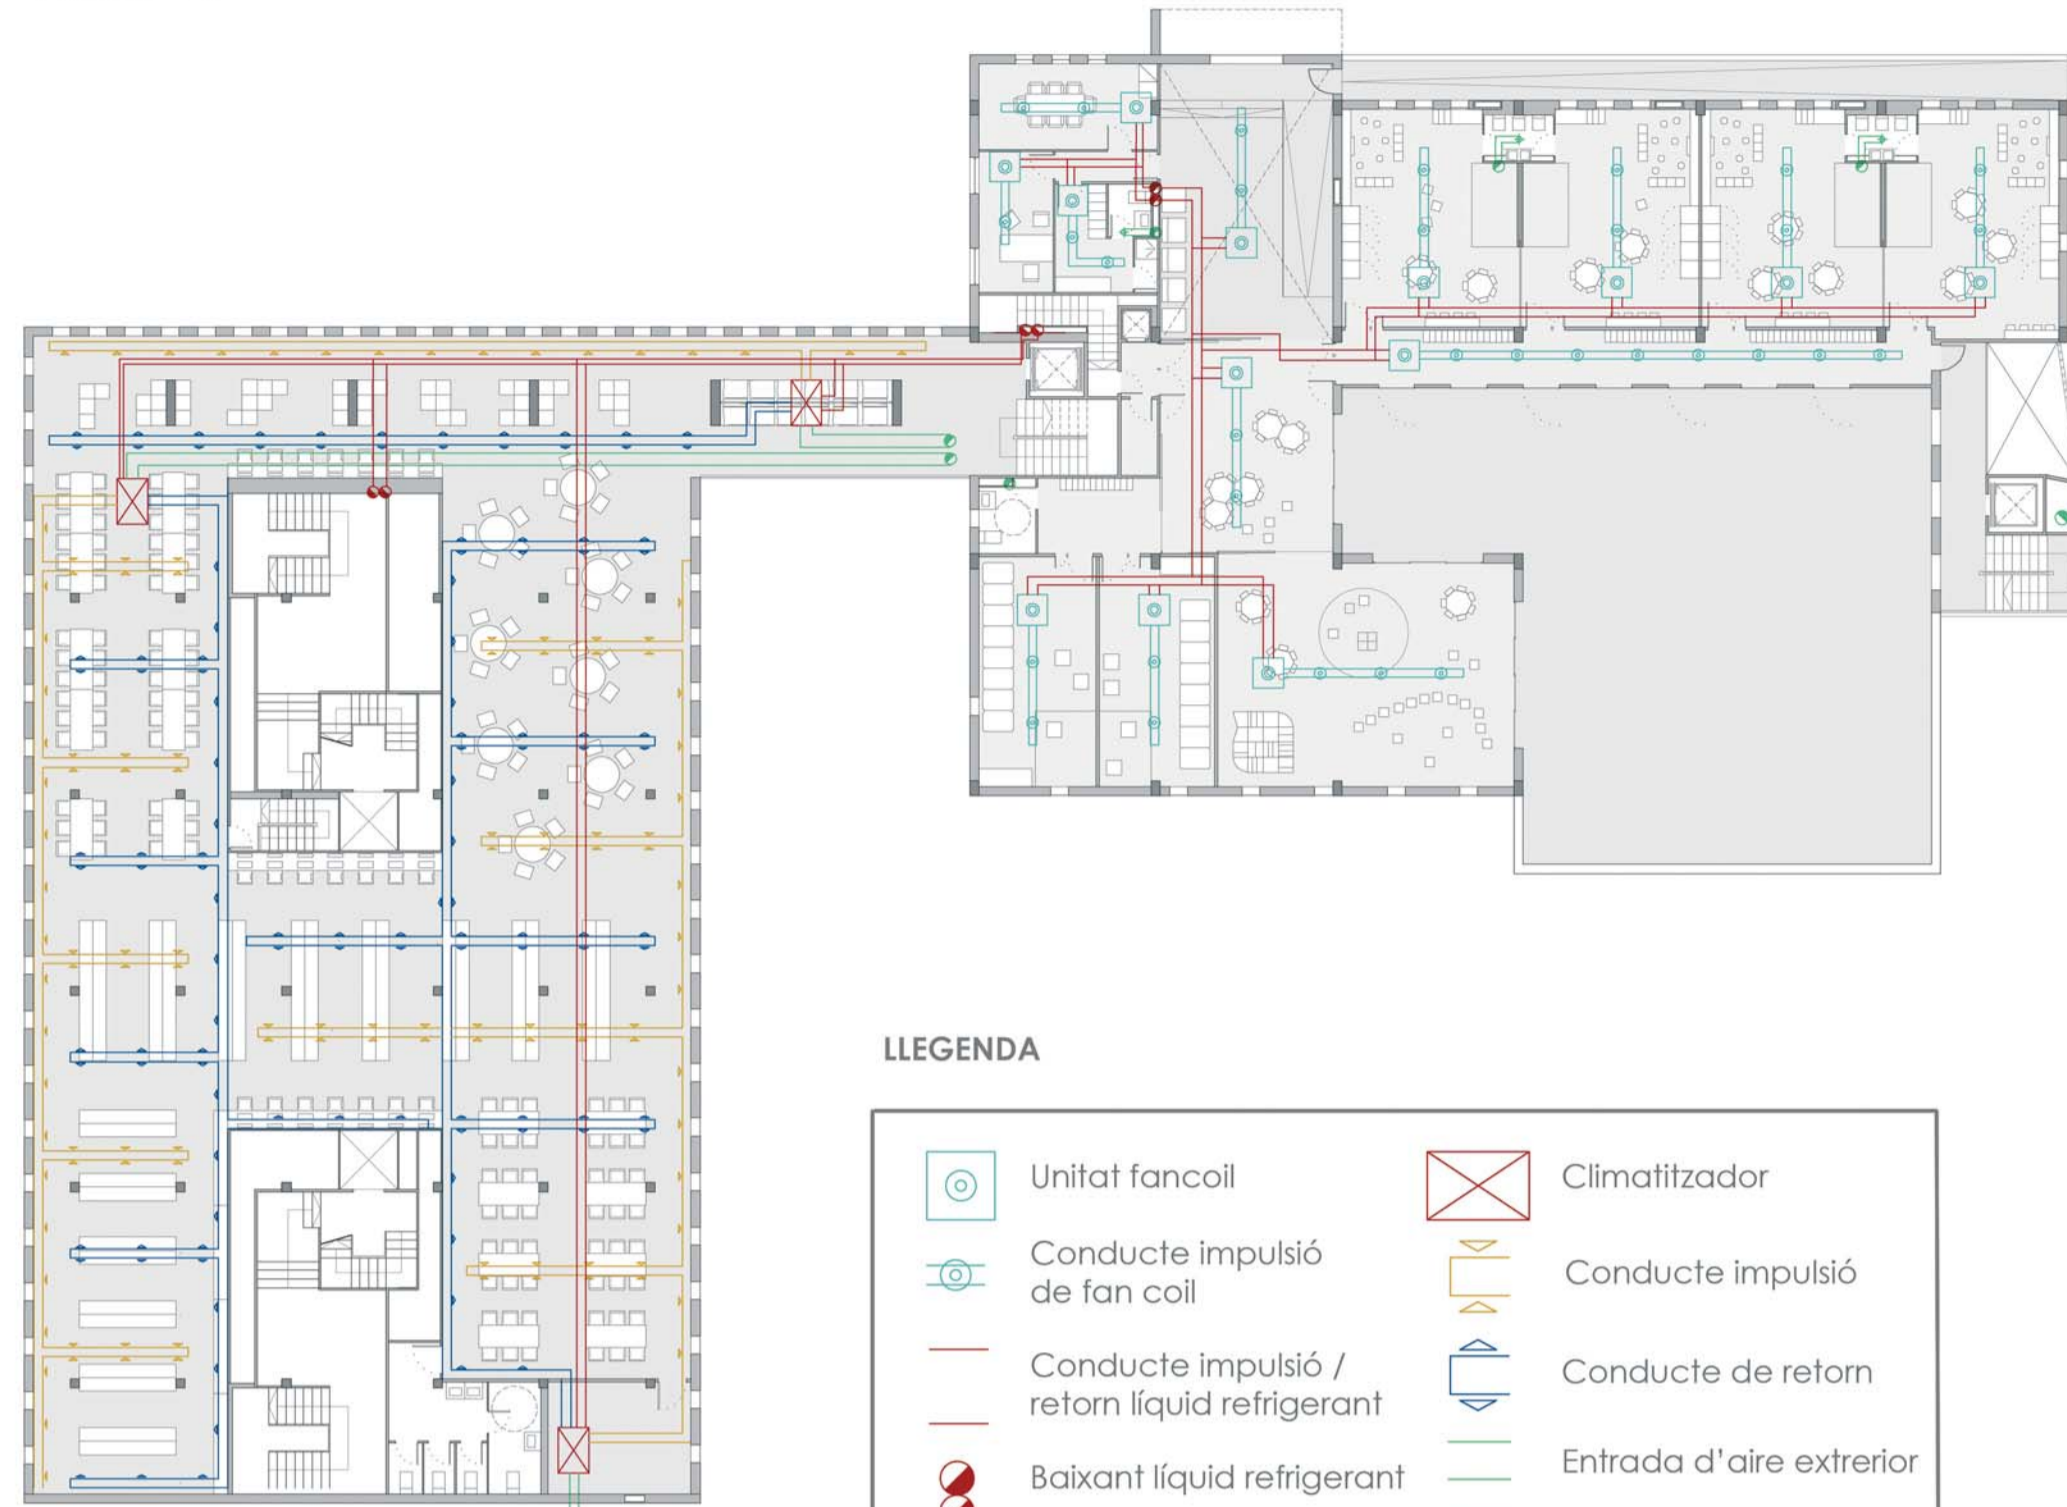 LLEGENDA
Unitat fancoil
Climatitzador
Conducte impulsió
de fan coil
Conducte impulsió
Conducte impulsió /
retorn líquid refrigerant
Conducte de retorn
Baixant líquid refrigerant
Entrada d'aire extrerior